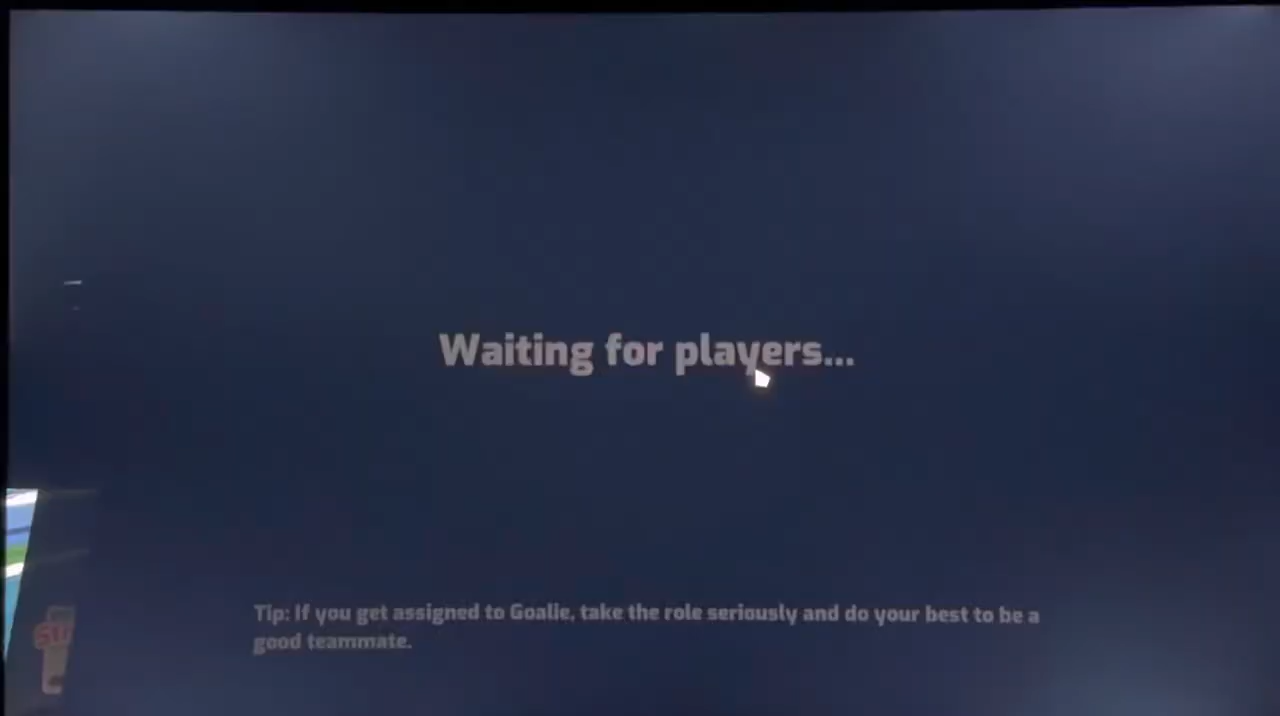 Waiting for players...
Tip: If you get assigned to Goalie, take the role seriously and do your best to be a
good teammate.